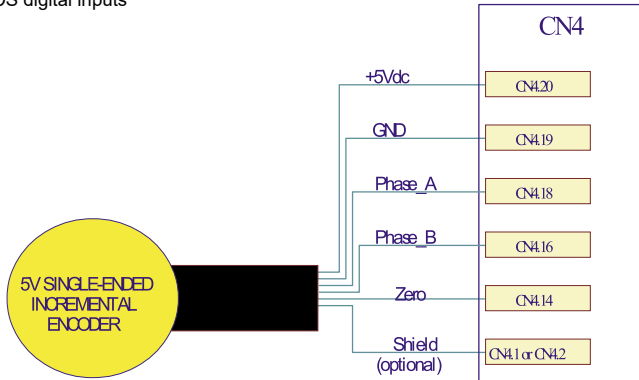 OS digital inputs
CN4
+5Vdc
CN4.20
GND
CN4.19
Phase_A
CN4.18
Phase_B
CN4.16
5V SINGLE-ENDED
INCREMENTAL
ENCODER
Zero
CN4.14
Shield
(optional)
CN4.1 or CN4.2